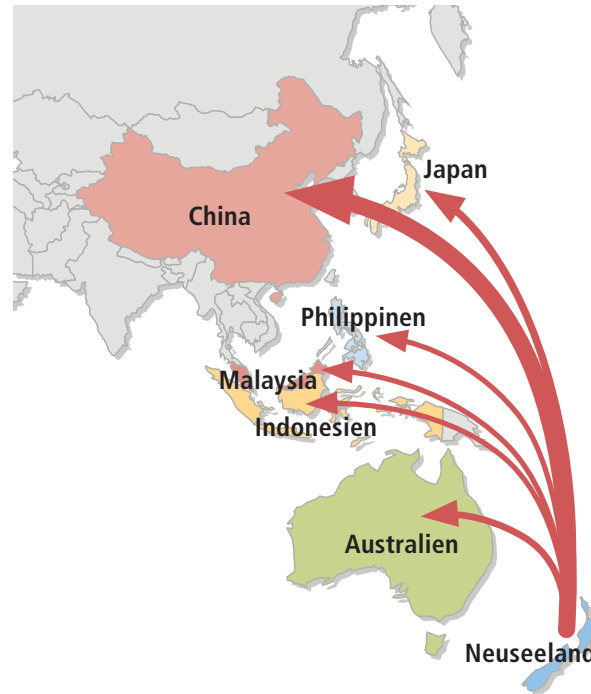 Japan
China
Philippinen
Malaysia
Indonesien
Australien
Neuseeland